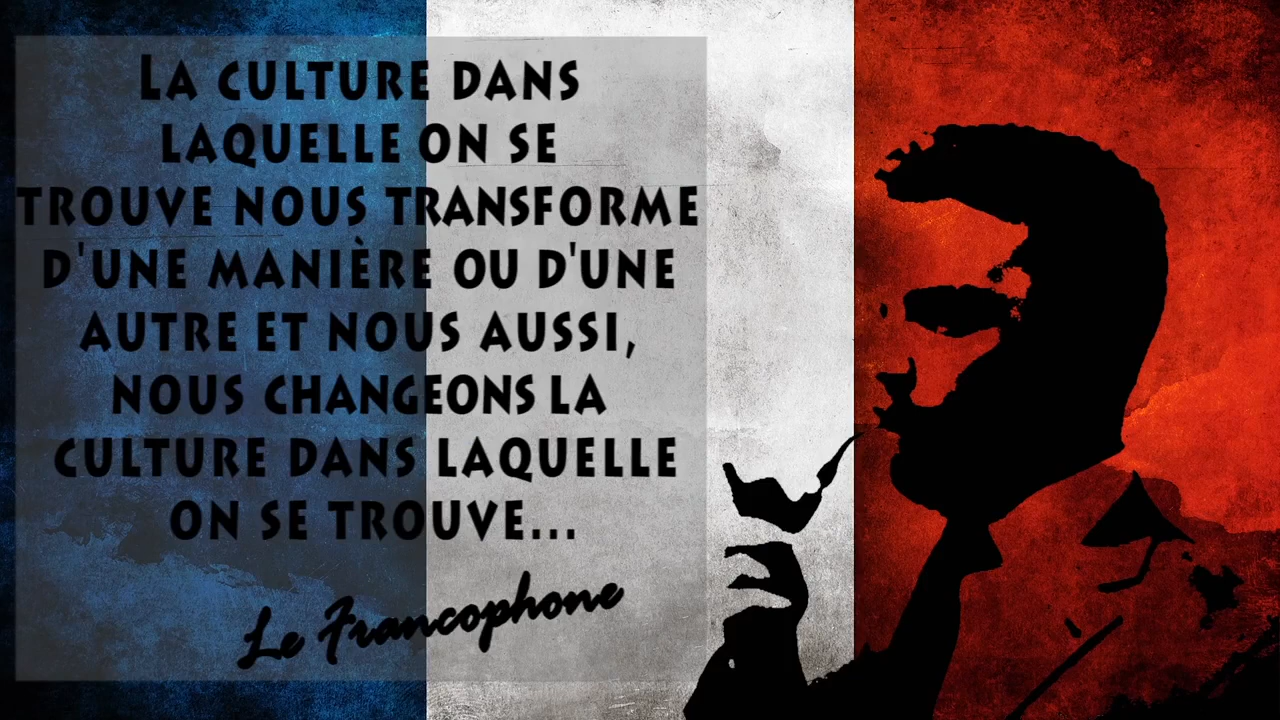 La culture dans
laquelle on se
trouve nous transforme
d'une manière ou d'une
autre et nous aussi,
nous changeons la
culture dans laquelle
on se trouve...
Le Francophone